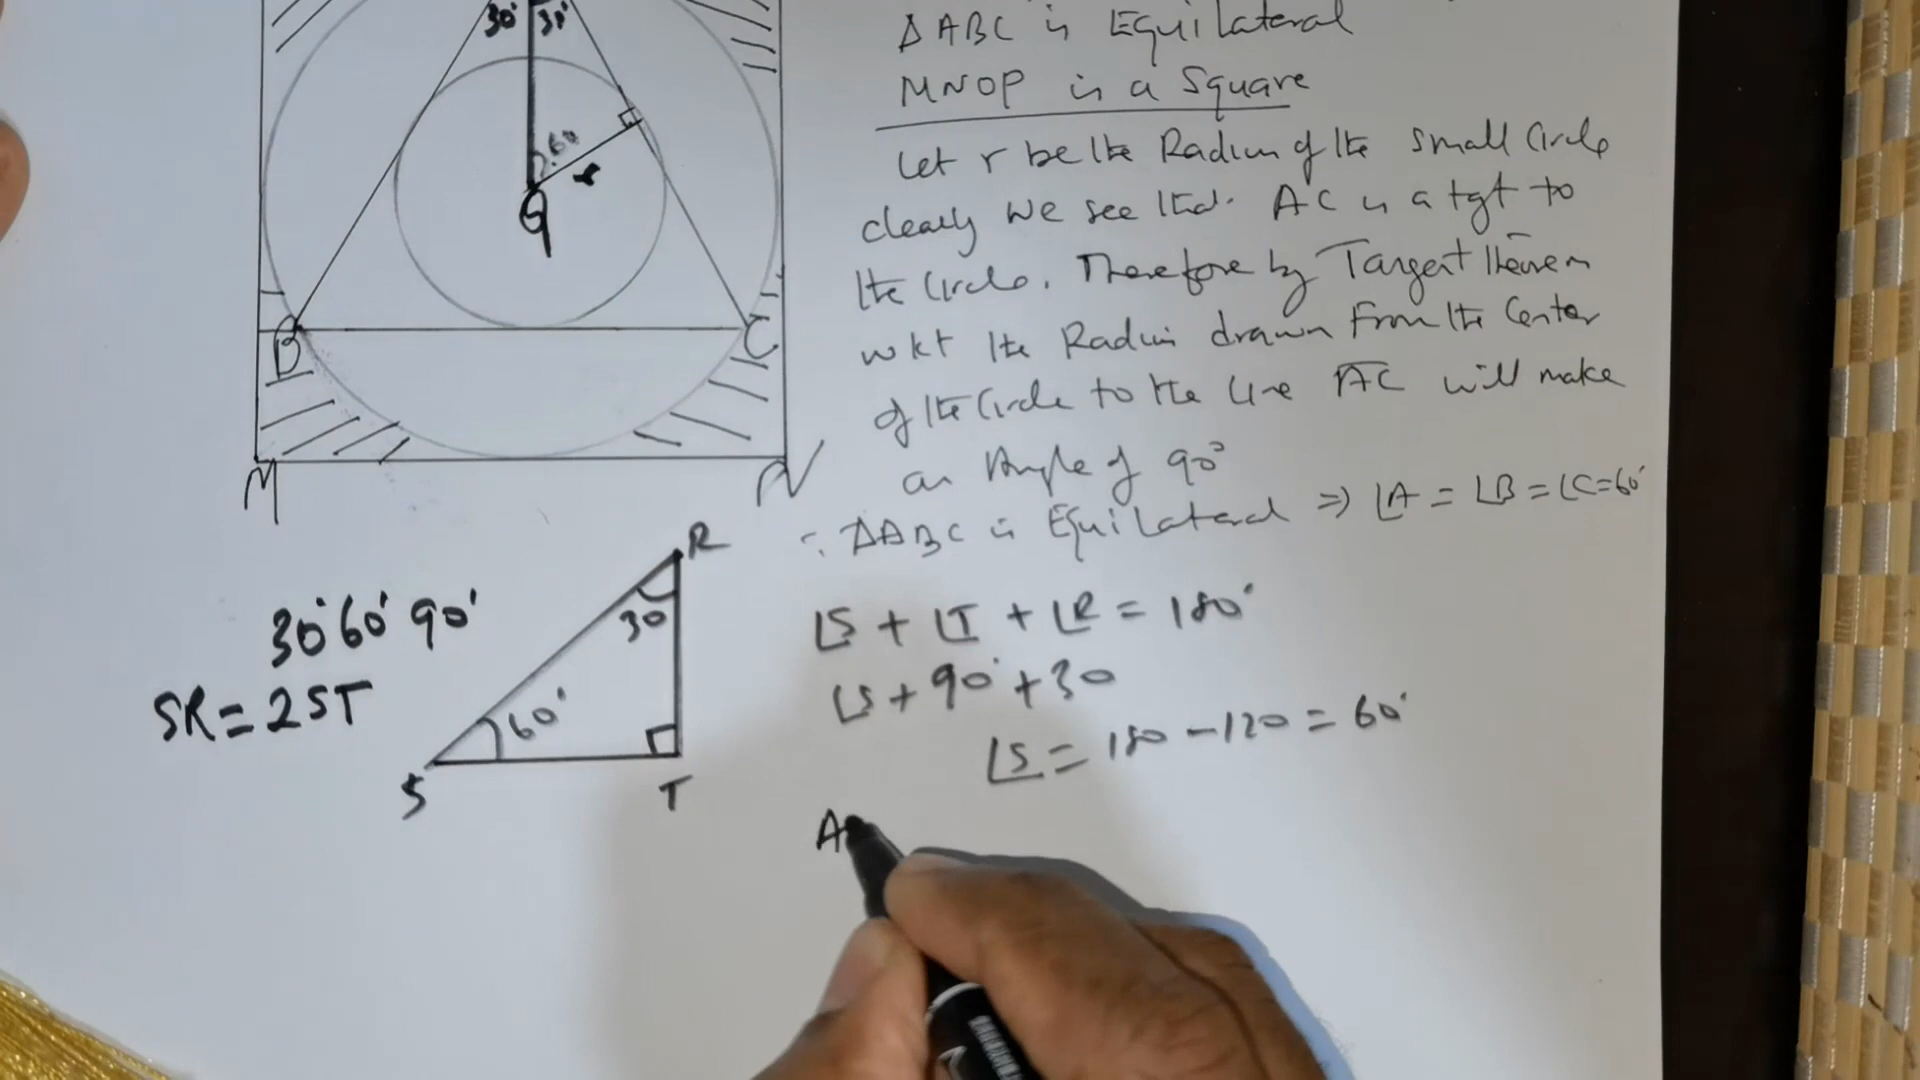 30° 30°
60
r
G
B C
M N
Δ ABC is Equilateral
MNOP is a Square
Let r be the Radius of the small Circle
clearly we see that. AC is a tgt to
the Circle. Therefore by Tangent theorem
wkt the Radius drawn From the Center
of the Circle to the line AC will make
an Angle of 90°
∴ ΔABC is Equilateral ⇒ ∠A = ∠B = ∠C=60°
30° 60° 90°
SR = 2ST
R
30
60°
S T
∠S + ∠T + ∠R = 180°
∠S + 90° + 30
∠S = 180 - 120 = 60°
A